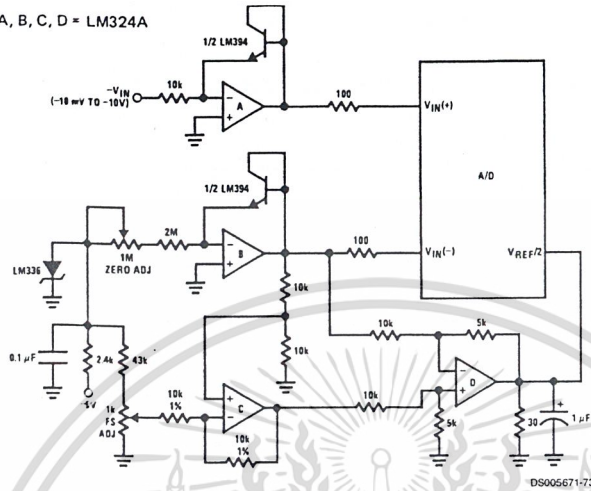 A, B, C, D = LM324A
1/2 LM394
-VIN
(-10 mV TO -10V)
10k
-
+
A
100
VIN(+)
A/D
1/2 LM394
LM336
1M
ZERO ADJ
2M
-
+
B
100
VIN(-)
VREF/2
10k
10k
10k
5k
0.1 µF
2.4k
43k
-5V
1k
FS
ADJ
10k
1%
+
-
C
10k
1%
10k
-
+
D
5k
30
+
1 µF
DS005671-73